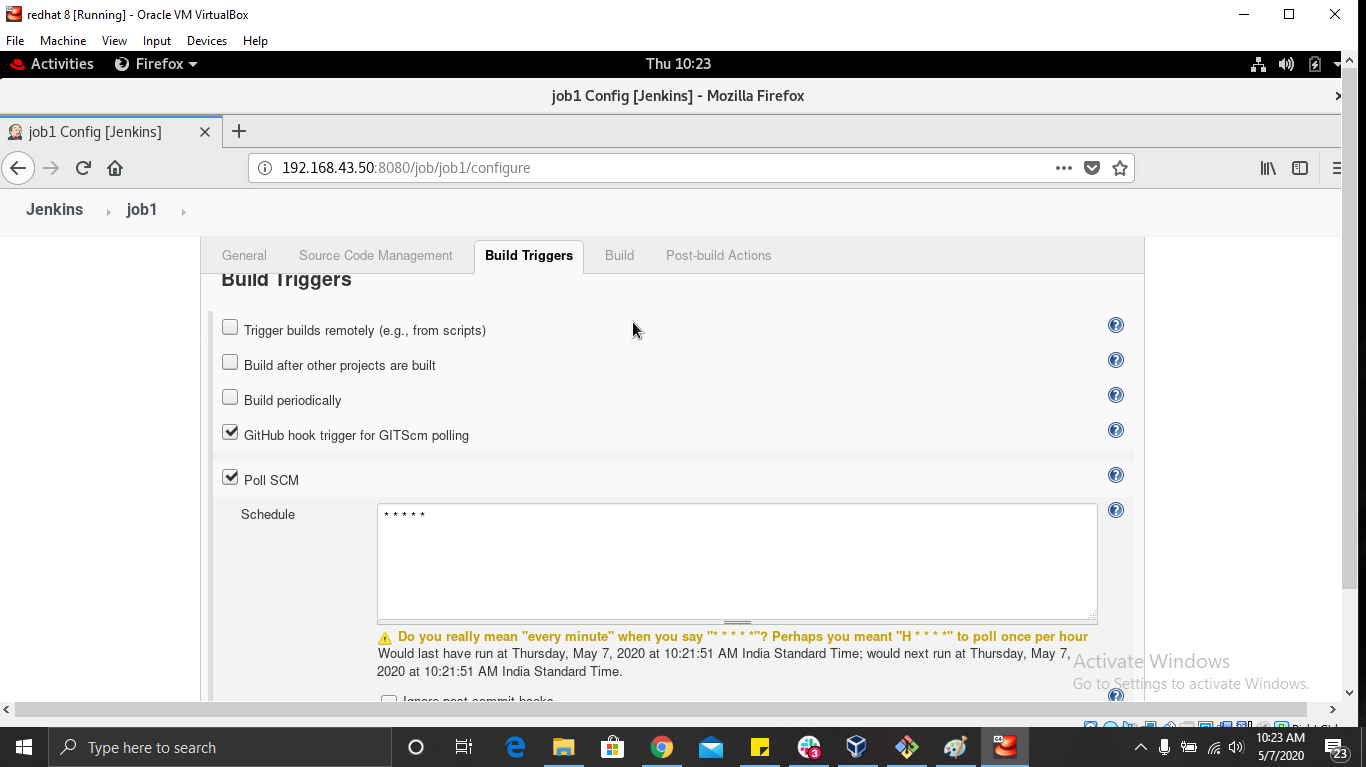 redhat 8 [Running] - Oracle VM VirtualBox
File Machine View Input Devices Help
Activities Firefox Thu 10:23
job1 Config [Jenkins] - Mozilla Firefox
job1 Config [Jenkins]
192.168.43.50:8080/job/job1/configure
Jenkins job1
General Source Code Management Build Triggers Build Post-build Actions
Build Triggers
Trigger builds remotely (e.g., from scripts)
Build after other projects are built
Build periodically
GitHub hook trigger for GITScm polling
Poll SCM
Schedule * * * * *
Do you really mean "every minute" when you say "* * * * *"? Perhaps you meant "H * * * *" to poll once per hour
Would last have run at Thursday, May 7, 2020 at 10:21:51 AM India Standard Time; would next run at Thursday, May 7,
2020 at 10:21:51 AM India Standard Time.
Ignore post-commit hooks
Activate Windows
Go to Settings to activate Windows.
Type here to search
3
10:23 AM
5/7/2020
23